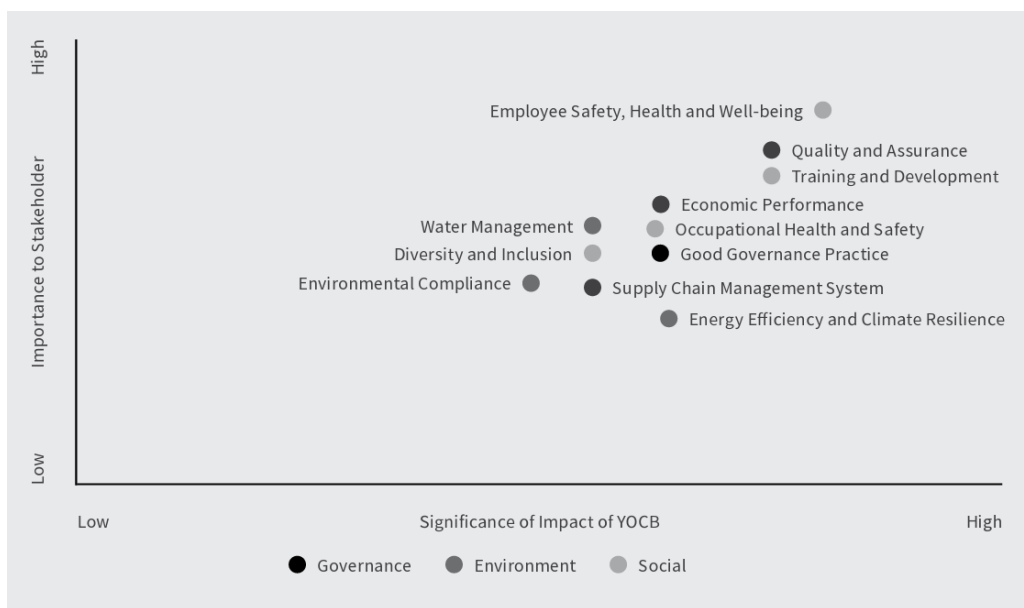 High
Importance to Stakeholder
Low
Employee Safety, Health and Well-being
Quality and Assurance
Training and Development
Economic Performance
Water Management
Occupational Health and Safety
Diversity and Inclusion
Good Governance Practice
Environmental Compliance
Supply Chain Management System
Energy Efficiency and Climate Resilience
Low
Significance of Impact of YOCB
High
Governance
Environment
Social